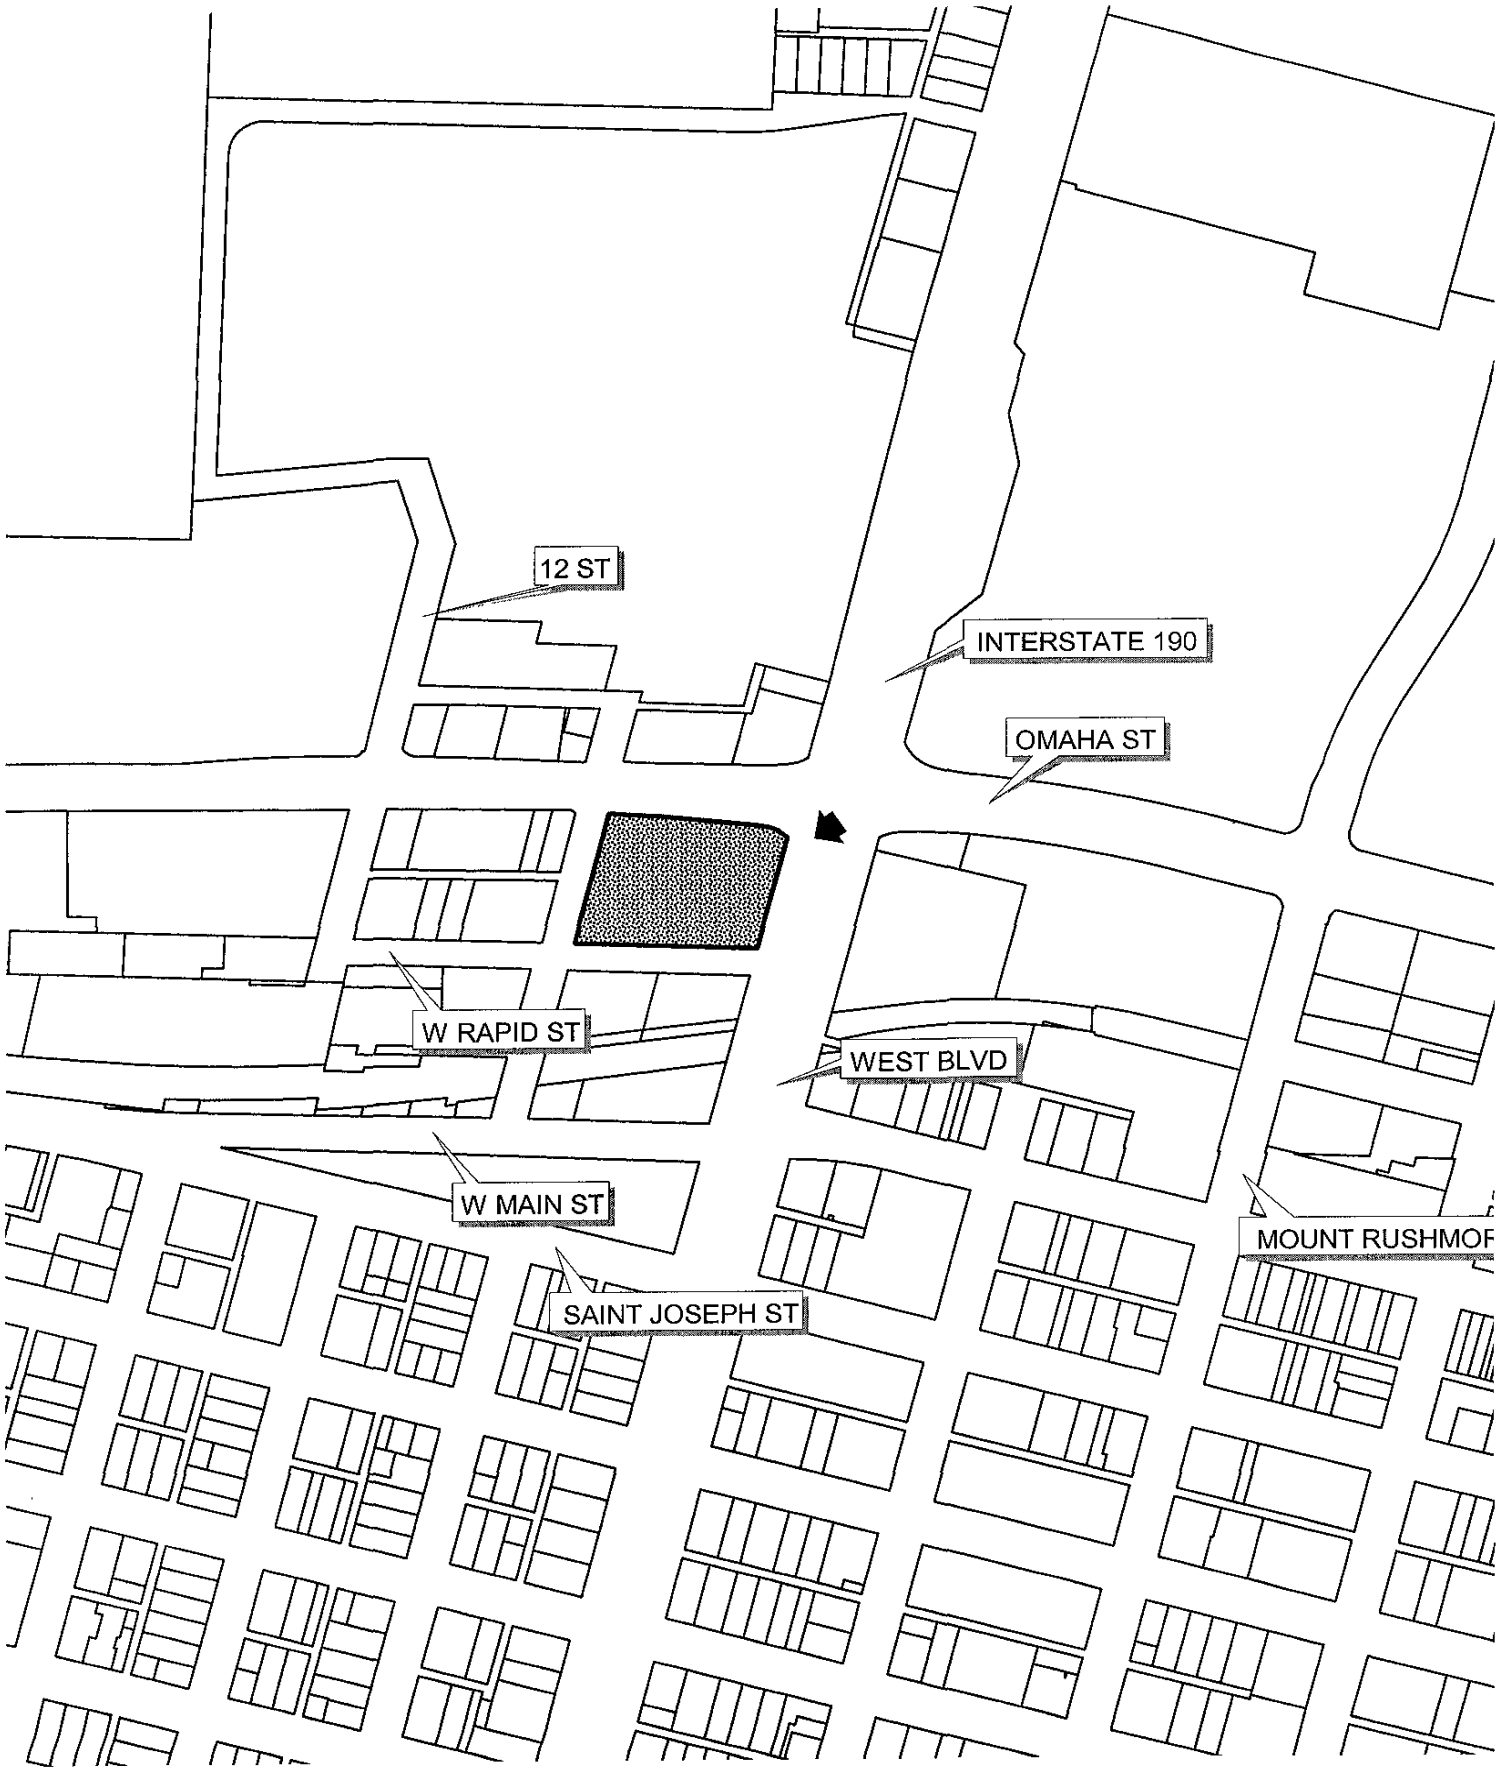 12 ST
INTERSTATE 190
OMAHA ST
W RAPID ST
WEST BLVD
W MAIN ST
MOUNT RUSHMOR
SAINT JOSEPH ST